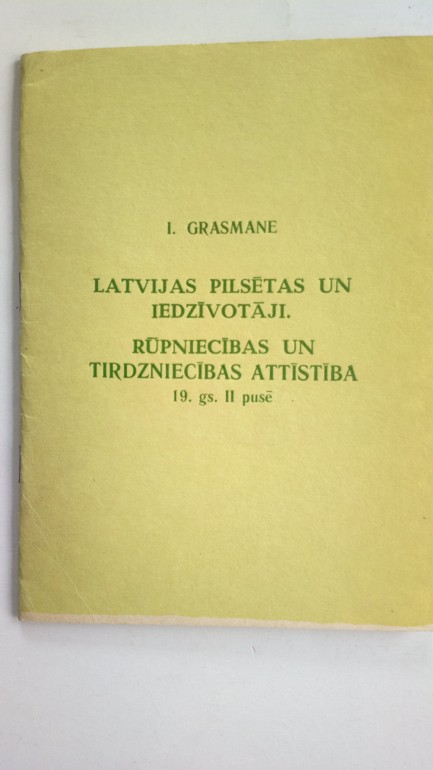 I. GRASMANE
LATVIJAS PILSĒTAS UN
IEDZĪVOTĀJI.
RŪPNIECĪBAS UN
TIRDZNIECĪBAS ATTĪSTĪBA
19. gs. II pusē